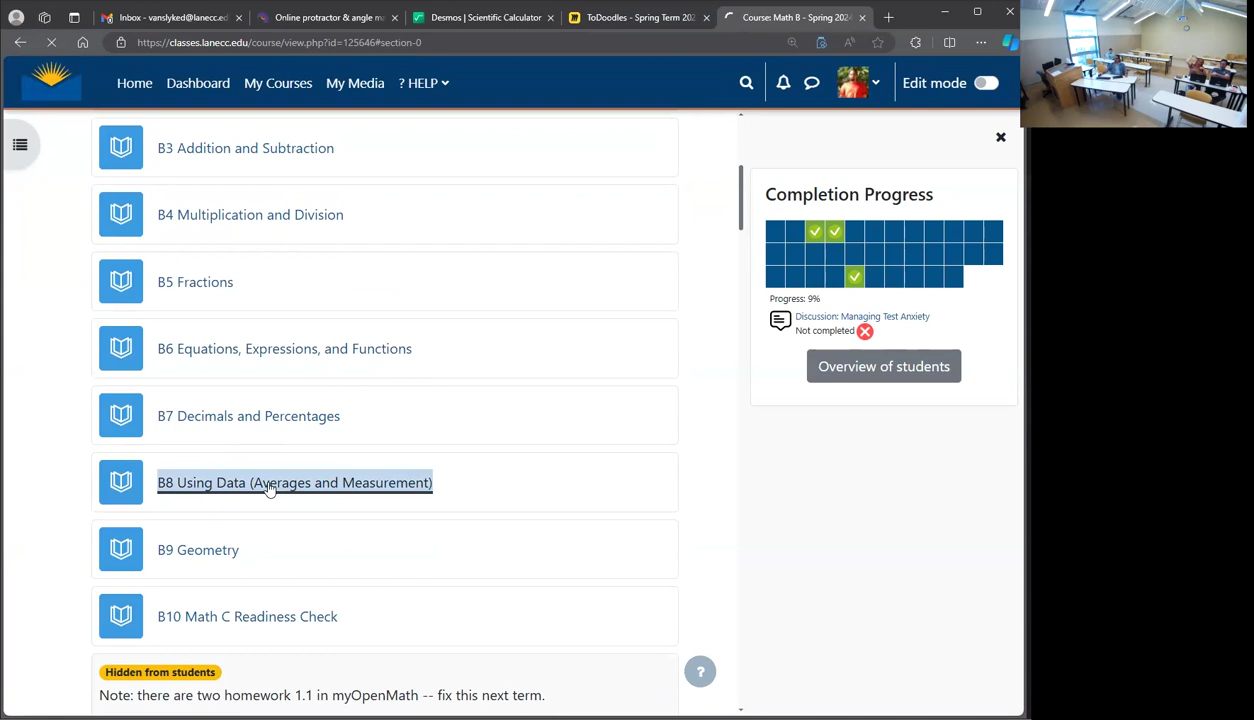 Inbox - vanslyked@lanecc.ed
Online protractor & angle m
Desmos | Scientific Calculator
ToDoodles - Spring Term 202
Course: Math B - Spring 2024
https://classes.lanecc.edu/course/view.php?id=125646#section-0
Home
Dashboard
My Courses
My Media
? HELP
Edit mode
B3 Addition and Subtraction
B4 Multiplication and Division
B5 Fractions
B6 Equations, Expressions, and Functions
B7 Decimals and Percentages
B8 Using Data (Averages and Measurement)
B9 Geometry
B10 Math C Readiness Check
Hidden from students
Note: there are two homework 1.1 in myOpenMath -- fix this next term.
?
Completion Progress
Progress: 9%
Discussion: Managing Test Anxiety
Not completed
Overview of students